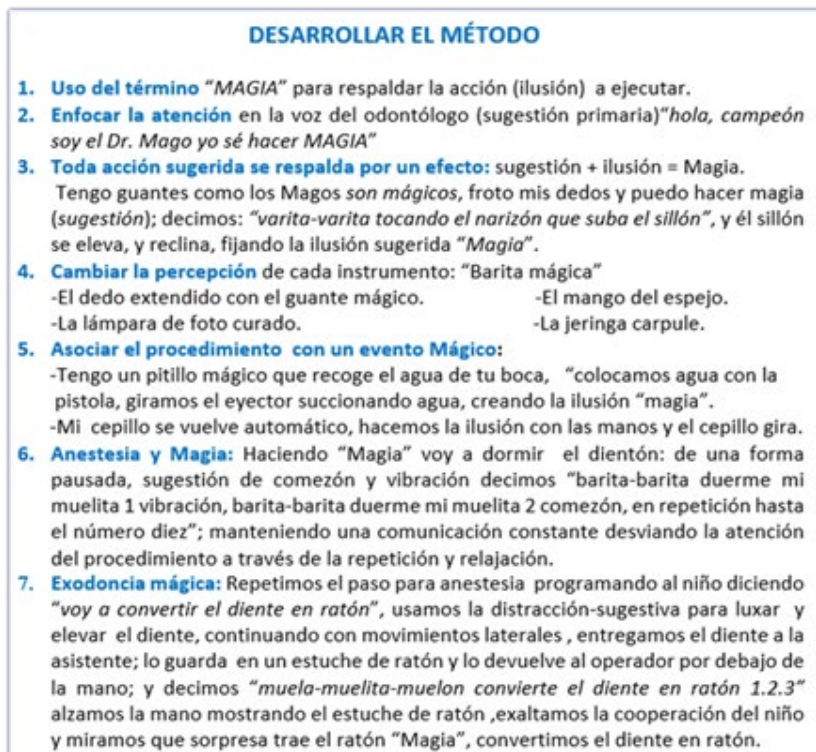 DESARROLLAR EL MÉTODO
1. Uso del término “MAGIA” para respaldar la acción (ilusión) a ejecutar.
2. Enfocar la atención en la voz del odontólogo (sugestión primaria)“hola, campeón
soy el Dr. Mago yo sé hacer MAGIA”
3. Toda acción sugerida se respalda por un efecto: sugestión + ilusión = Magia.
Tengo guantes como los Magos son mágicos, froto mis dedos y puedo hacer magia
(sugestión); decimos: “varita-varita tocando el narizón que suba el sillón”, y él sillón
se eleva, y reclina, fijando la ilusión sugerida “Magia”.
4. Cambiar la percepción de cada instrumento: “Barita mágica”
-El dedo extendido con el guante mágico. -El mango del espejo.
-La lámpara de foto curado. -La jeringa carpule.
5. Asociar el procedimiento con un evento Mágico:
-Tengo un pitillo mágico que recoge el agua de tu boca, “colocamos agua con la
pistola, giramos el eyector succionando agua, creando la ilusión “magia”.
-Mi cepillo se vuelve automático, hacemos la ilusión con las manos y el cepillo gira.
6. Anestesia y Magia: Haciendo “Magia” voy a dormir el dientón: de una forma
pausada, sugestión de comezón y vibración decimos “barita-barita duerme mi
muelita 1 vibración, barita-barita duerme mi muelita 2 comezón, en repetición hasta
el número diez”; manteniendo una comunicación constante desviando la atención
del procedimiento a través de la repetición y relajación.
7. Exodoncia mágica: Repetimos el paso para anestesia programando al niño diciendo
“voy a convertir el diente en ratón”, usamos la distracción-sugestiva para luxar y
elevar el diente, continuando con movimientos laterales , entregamos el diente a la
asistente; lo guarda en un estuche de ratón y lo devuelve al operador por debajo de
la mano; y decimos “muela-muelita-muelon convierte el diente en ratón 1.2.3”
alzamos la mano mostrando el estuche de ratón ,exaltamos la cooperación del niño
y miramos que sorpresa trae el ratón “Magia”, convertimos el diente en ratón.